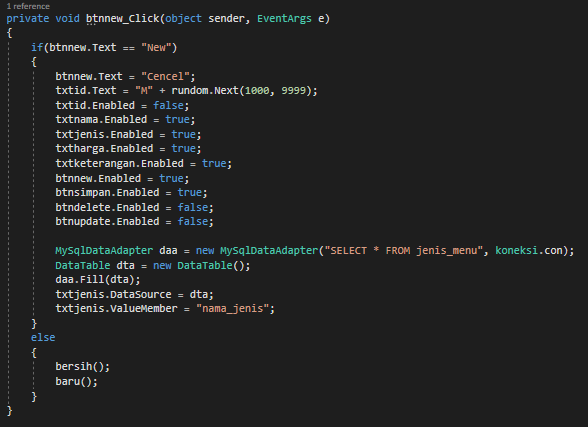 1 reference
private void btnnew_Click(object sender, EventArgs e)
{
if(btnnew.Text == "New")
{
btnnew.Text = "Cencel";
txtid.Text = "M" + rundom.Next(1000, 9999);
txtid.Enabled = false;
txtnama.Enabled = true;
txtjenis.Enabled = true;
txtharga.Enabled = true;
txtketerangan.Enabled = true;
btnnew.Enabled = true;
btnsimpan.Enabled = true;
btndelete.Enabled = false;
btnupdate.Enabled = false;
MySqlDataAdapter daa = new MySqlDataAdapter("SELECT * FROM jenis_menu", koneksi.con);
DataTable dta = new DataTable();
daa.Fill(dta);
txtjenis.DataSource = dta;
txtjenis.ValueMember = "nama_jenis";
}
else
{
bersih();
baru();
}
}